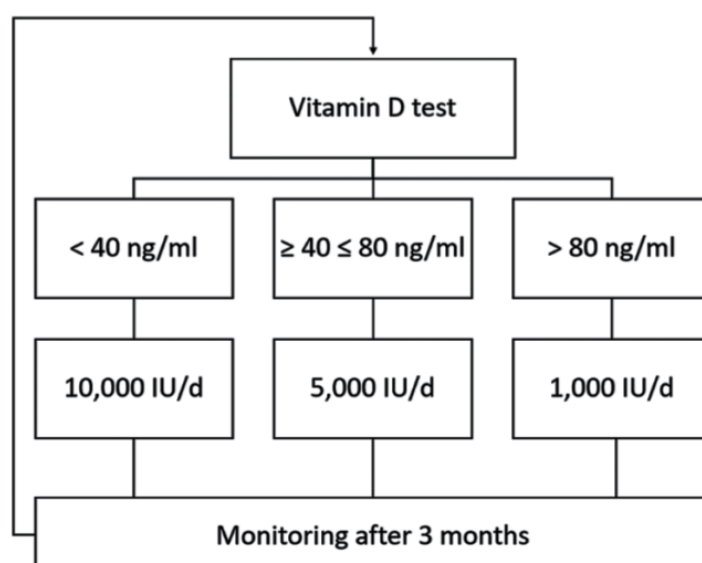 Vitamin D test
< 40 ng/ml
≥ 40 ≤ 80 ng/ml
> 80 ng/ml
10,000 IU/d
5,000 IU/d
1,000 IU/d
Monitoring after 3 months